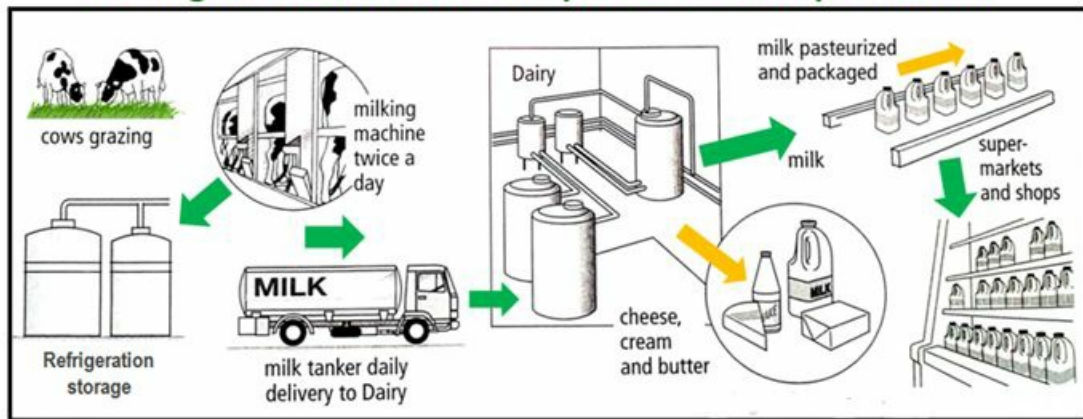 cows grazing
milking
machine
twice a
day
Refrigeration
storage
MILK
milk tanker daily
delivery to Dairy
Dairy
milk
milk pasteurized
and packaged
super-
markets
and shops
cheese,
cream
and butter
MILK